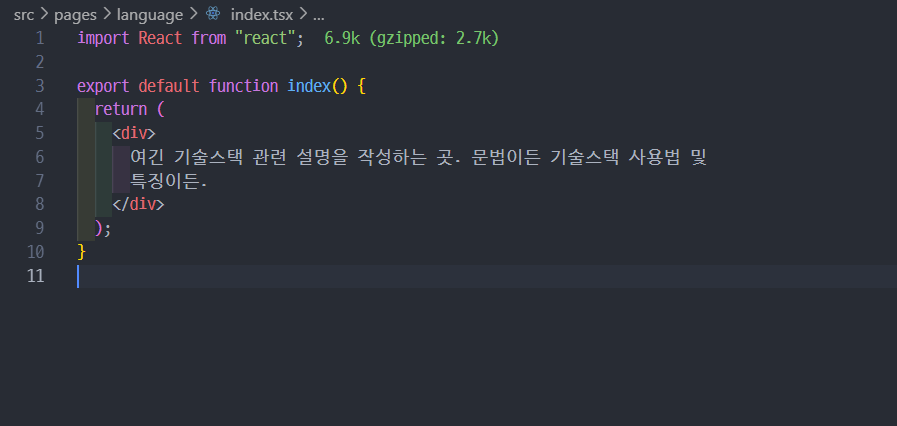 src > pages > language > index.tsx > ...
1 import React from "react"; 6.9k (gzipped: 2.7k)
2
3 export default function index() {
4 return (
5 <div>
6 여긴 기술스택 관련 설명을 작성하는 곳. 문법이든 기술스택 사용법 및
7 특징이든.
8 </div>
9 );
10 }
11